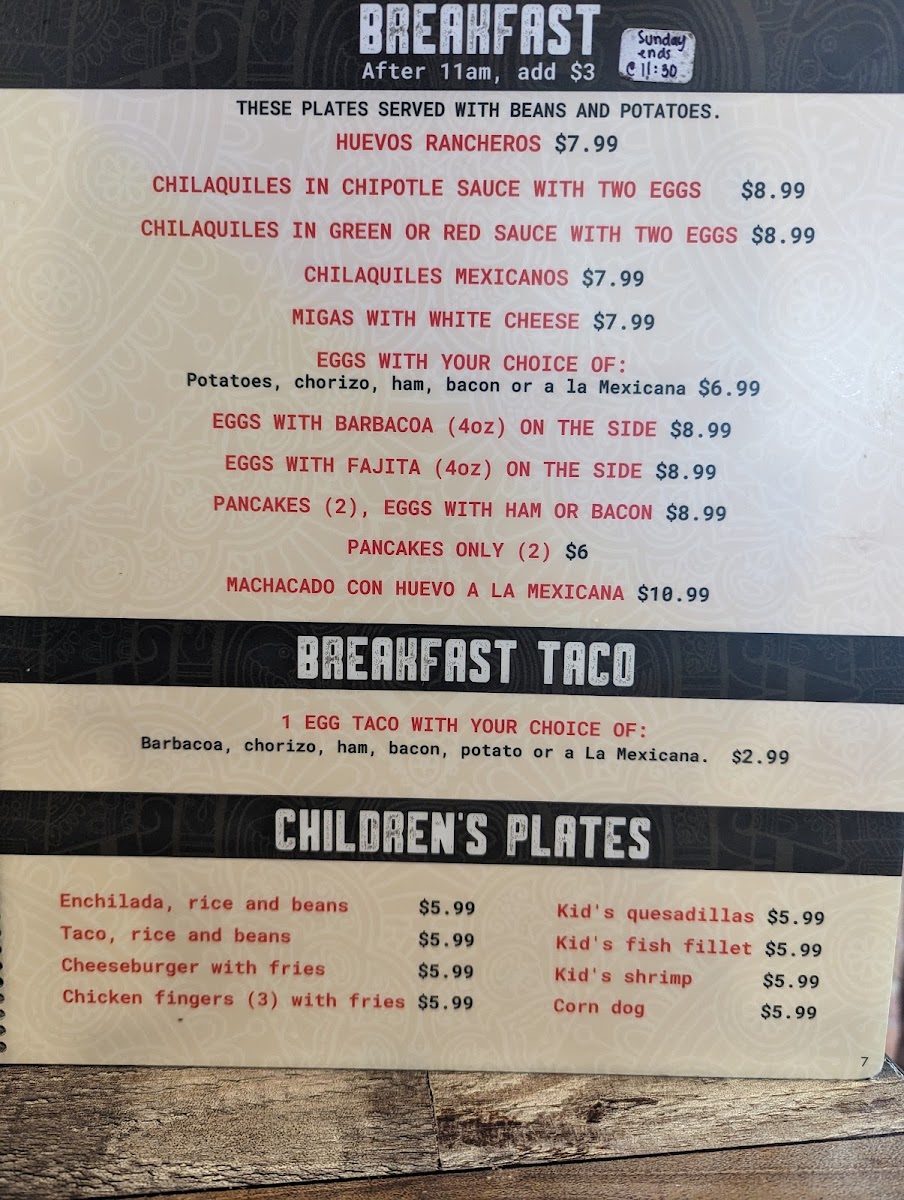 BREAKFAST
After 11am, add $3
Sunday
ends
@ 11:30
THESE PLATES SERVED WITH BEANS AND POTATOES.
HUEVOS RANCHEROS $7.99
CHILAQUILES IN CHIPOTLE SAUCE WITH TWO EGGS $8.99
CHILAQUILES IN GREEN OR RED SAUCE WITH TWO EGGS $8.99
CHILAQUILES MEXICANOS $7.99
MIGAS WITH WHITE CHEESE $7.99
EGGS WITH YOUR CHOICE OF:
Potatoes, chorizo, ham, bacon or a la Mexicana $6.99
EGGS WITH BARBACOA (4oz) ON THE SIDE $8.99
EGGS WITH FAJITA (4oz) ON THE SIDE $8.99
PANCAKES (2), EGGS WITH HAM OR BACON $8.99
PANCAKES ONLY (2) $6
MACHACADO CON HUEVO A LA MEXICANA $10.99
BREAKFAST TACO
1 EGG TACO WITH YOUR CHOICE OF:
Barbacoa, chorizo, ham, bacon, potato or a La Mexicana. $2.99
CHILDREN'S PLATES
Enchilada, rice and beans $5.99
Taco, rice and beans $5.99
Cheeseburger with fries $5.99
Chicken fingers (3) with fries $5.99
Kid's quesadillas $5.99
Kid's fish fillet $5.99
Kid's shrimp $5.99
Corn dog $5.99
7